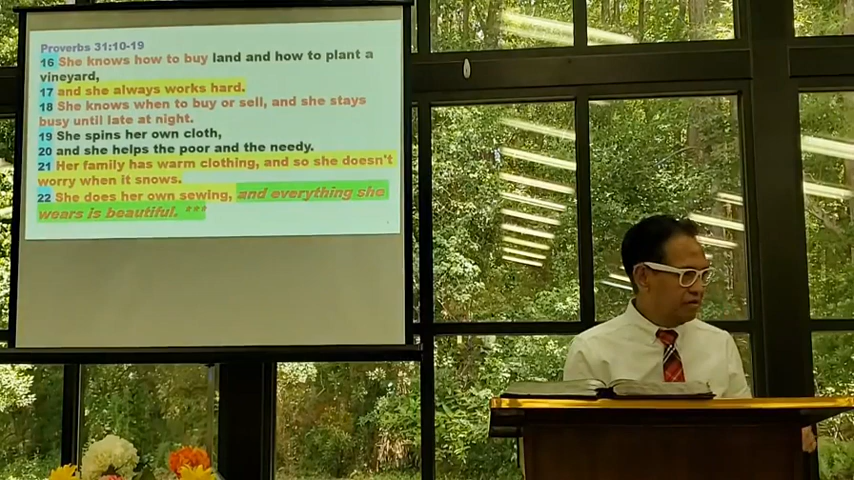 Proverbs 31:10-19
16 She knows how to buy land and how to plant a
vineyard,
17 and she always works hard.
18 She knows when to buy or sell, and she stays
busy until late at night.
19 She spins her own cloth,
20 and she helps the poor and the needy.
21 Her family has warm clothing, and so she doesn't
worry when it snows.
22 She does her own sewing, and everything she
wears is beautiful. ***